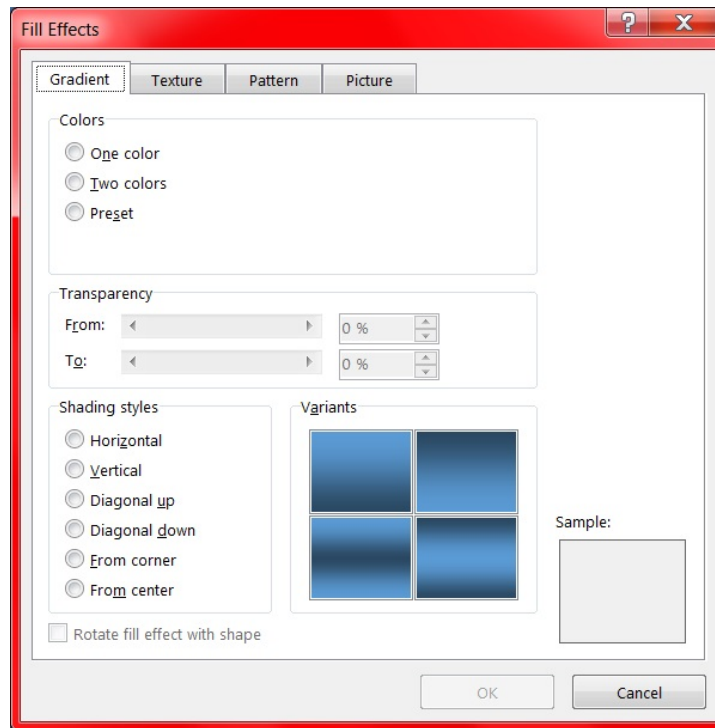 Fill Effects
?
X
Gradient Texture Pattern Picture
Colors
One color
Two colors
Preset
Transparency
From: 0 %
To: 0 %
Shading styles
Horizontal
Vertical
Diagonal up
Diagonal down
From corner
From center
Variants
Sample:
Rotate fill effect with shape
OK Cancel